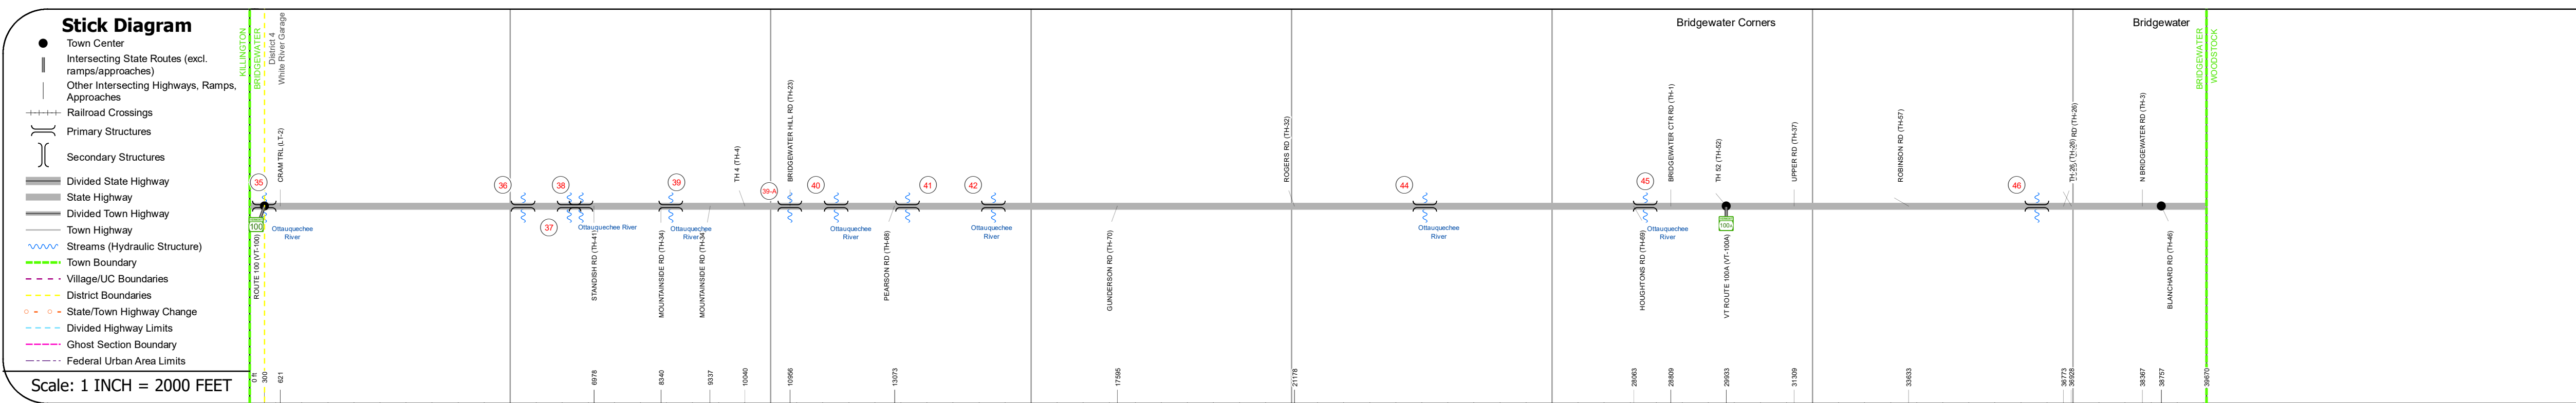 Stick Diagram
Town Center
Intersecting State Routes (excl.
ramps/approaches)
Other Intersecting Highways, Ramps,
Approaches
Railroad Crossings
Primary Structures
Secondary Structures
Divided State Highway
State Highway
Divided Town Highway
Town Highway
Streams (Hydraulic Structure)
Town Boundary
Village/UC Boundaries
District Boundaries
State/Town Highway Change
Divided Highway Limits
Ghost Section Boundary
Federal Urban Area Limits
Scale: 1 INCH = 2000 FEET
KILLINGTON
BRIDGEWATER
District 4
White River Garage
Bridgewater Corners
Bridgewater
BRIDGEWATER
WOODSTOCK
CRAM TRL (LT-2)
TH 4 (TH-4)
BRIDGEWATER HILL RD (TH-23)
ROGERS RD (TH-32)
BRIDGEWATER CTR RD (TH-1)
TH 52 (TH-52)
UPPER RD (TH-37)
ROBINSON RD (TH-57)
RD (TH-26)
N BRIDGEWATER RD (TH-3)
35
36
38
39
39-A
40
41
42
44
45
46
37
100
100A
Ottauquechee
River
Ottauquechee River
Ottauquechee
River
Ottauquechee
River
Ottauquechee
River
Ottauquechee
River
Ottauquechee
River
ROUTE 100 (VT-100)
STANDISH RD (TH-41)
MOUNTAINSIDE RD (TH-34)
MOUNTAINSIDE RD (TH-34
PEARSON RD (TH-68)
GUNDERSON RD (TH-70)
HOUGHTONS RD (TH-69)
VT ROUTE 100A (VT-100A)
BLANCHARD RD (TH-46)
0 ft
300
621
6978
8340
9337
10040
10956
13073
17595
21178
28063
28809
29933
31309
33633
36773
36928
38367
38757
39670